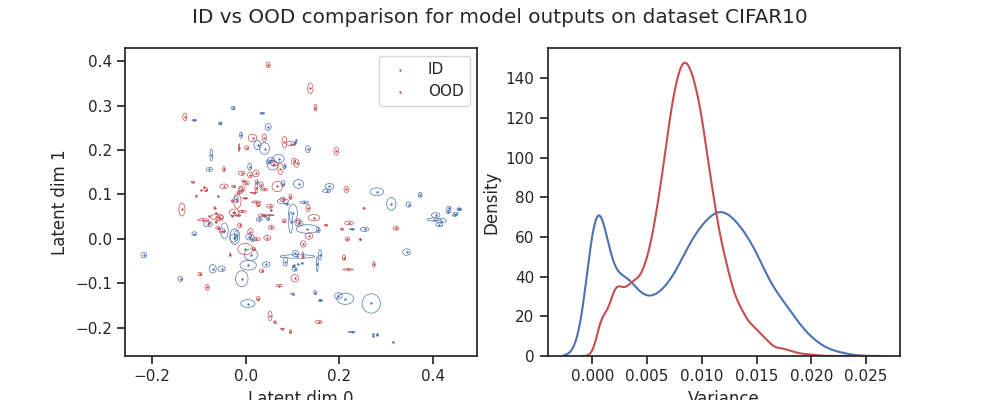 ID vs OOD comparison for model outputs on dataset CIFAR10
ID
OOD
Latent dim 1
0.4
0.3
0.2
0.1
0.0
−0.1
−0.2
−0.2 0.0 0.2 0.4
Latent dim 0
Density
140
120
100
80
60
40
20
0
0.000 0.005 0.010 0.015 0.020 0.025
Variance